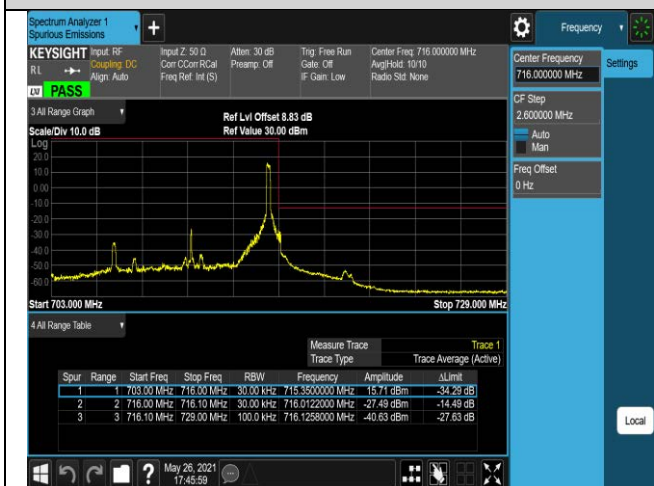 Spectrum Analyzer 1
Spurious Emissions
Frequency
KEYSIGHT
RL
PASS
Input: RF
Coupling: DC
Align: Auto
Input Z: 50 Ω
Corr CCorr RCal
Freq Ref: Int (S)
Atten: 30 dB
Preamp: Off
Trig: Free Run
Gate: Off
IF Gain: Low
Center Freq: 716.000000 MHz
Avg|Hold: 10/10
Radio Std: None
Center Frequency
716.000000 MHz
Settings
CF Step
2.600000 MHz
Auto
Man
Freq Offset
0 Hz
3 All Range Graph
Scale/Div 10.0 dB
Ref Lvl Offset 8.83 dB
Ref Value 30.00 dBm
Log
20.0
10.0
0.00
-10.0
-20.0
-30.0
-40.0
-50.0
-60.0
Start 703.000 MHz
Stop 729.000 MHz
4 All Range Table
Measure Trace Trace 1
Trace Type Trace Average (Active)
Spur Range Start Freq Stop Freq RBW Frequency Amplitude ΔLimit
1 1 703.00 MHz 716.00 MHz 30.00 kHz 715.3500000 MHz 15.71 dBm -34.29 dB
2 2 716.00 MHz 716.10 MHz 30.00 kHz 716.0122000 MHz -27.49 dBm -14.49 dB
3 3 716.10 MHz 729.00 MHz 100.0 kHz 716.1258000 MHz -40.63 dBm -27.63 dB
Local
?
May 26, 2021
17:45:59